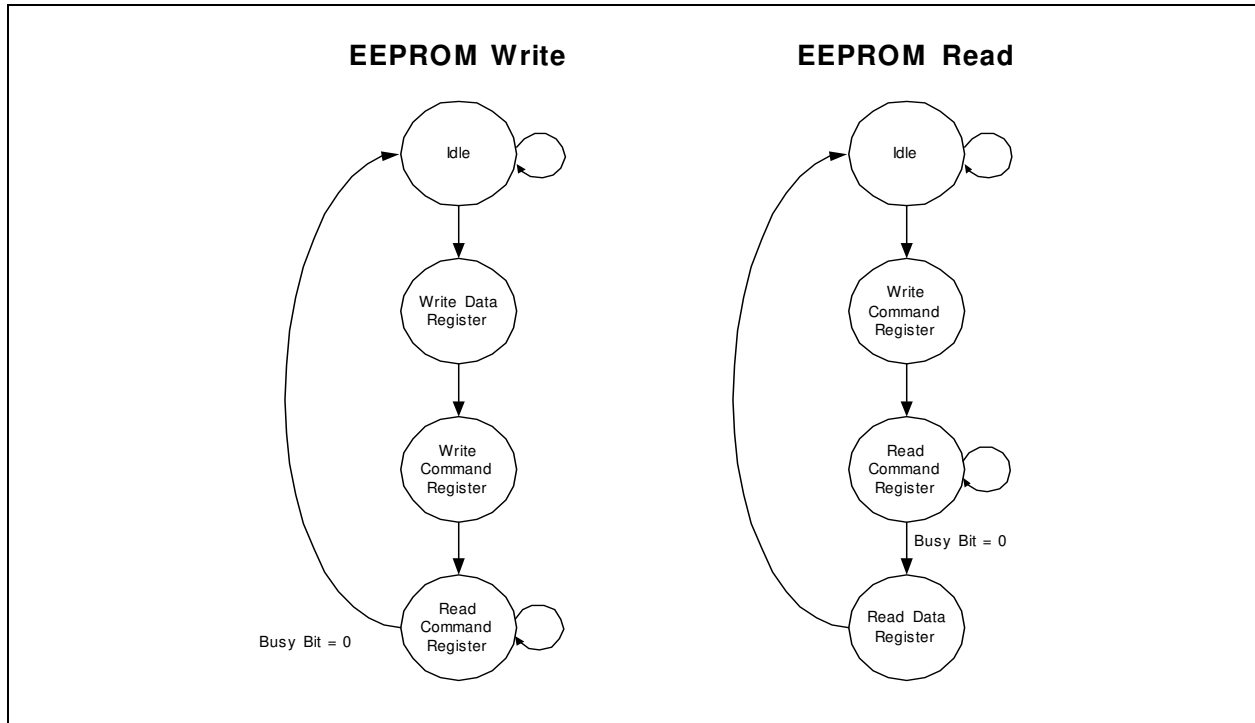 EEPROM Write
Idle
Write Data
Register
Write
Command
Register
Read
Command
Register
Busy Bit = 0
EEPROM Read
Idle
Write
Command
Register
Read
Command
Register
Busy Bit = 0
Read Data
Register